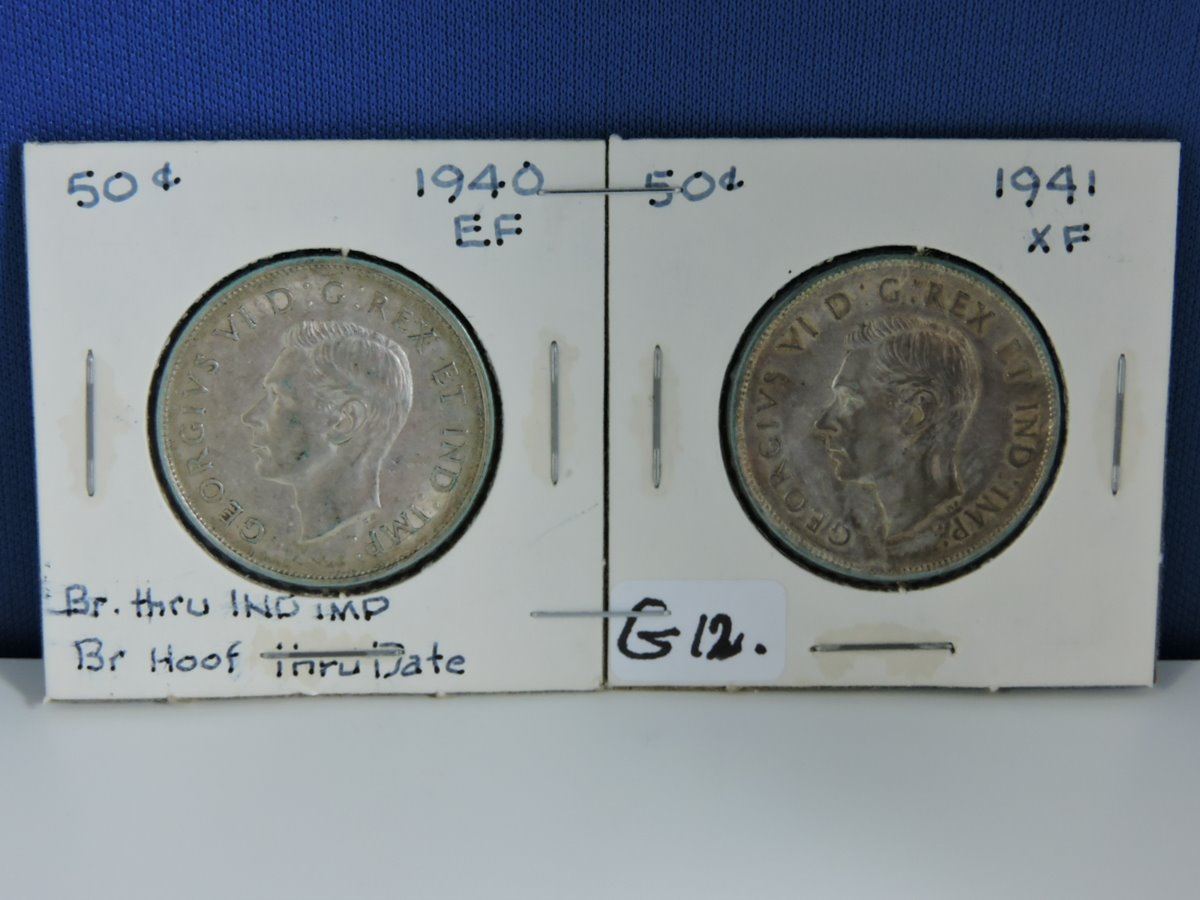 50¢ 1940
EF
GEORGIVS VI D:G:REX ET IND:IMP:
Br. thru IND IMP
Br Hoof thru Date
50¢ 1941
XF
GEORGIVS VI D:G:REX ET IND:IMP:
G12.